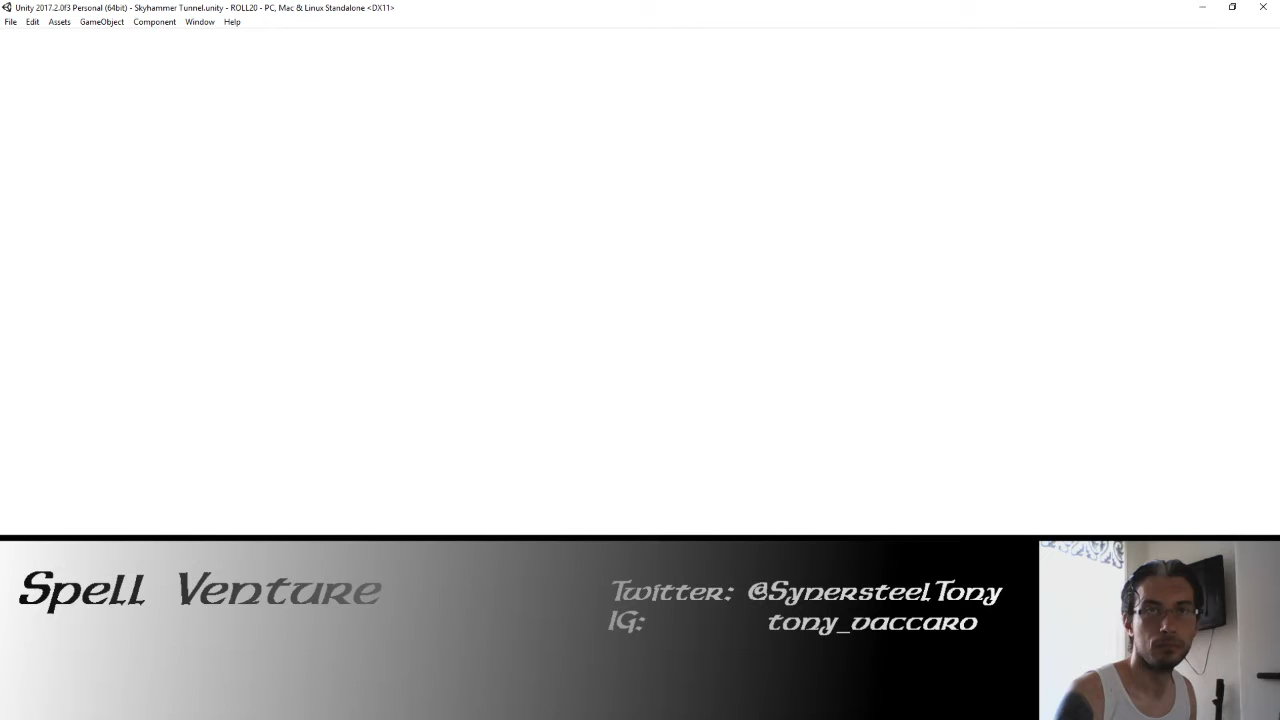 Unity 2017.2.0f3 Personal (64bit) - Skyhammer Tunnel.unity - ROLL20 - PC, Mac & Linux Standalone <DX11>
File Edit Assets GameObject Component Window Help
Spell Venture
Twitter: @SynersteelTony
IG: tony_vaccaro